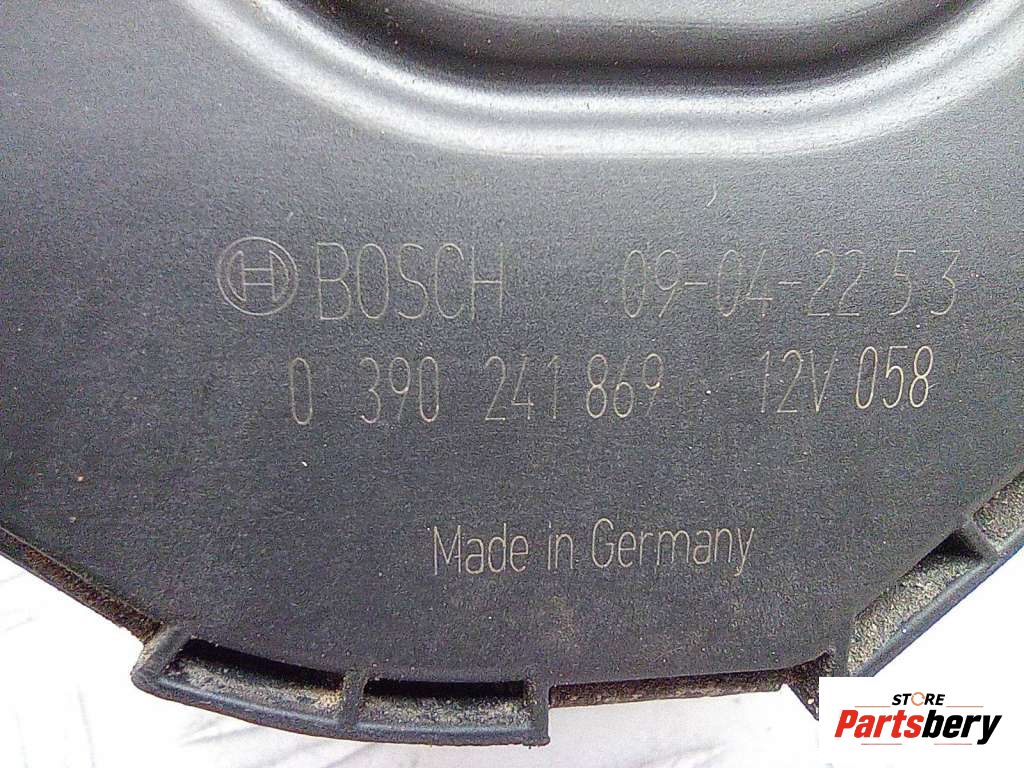 BOSCH 09-04-22 5 3
0 390 241 869 12V 058
Made in Germany
STORE
Partsbery